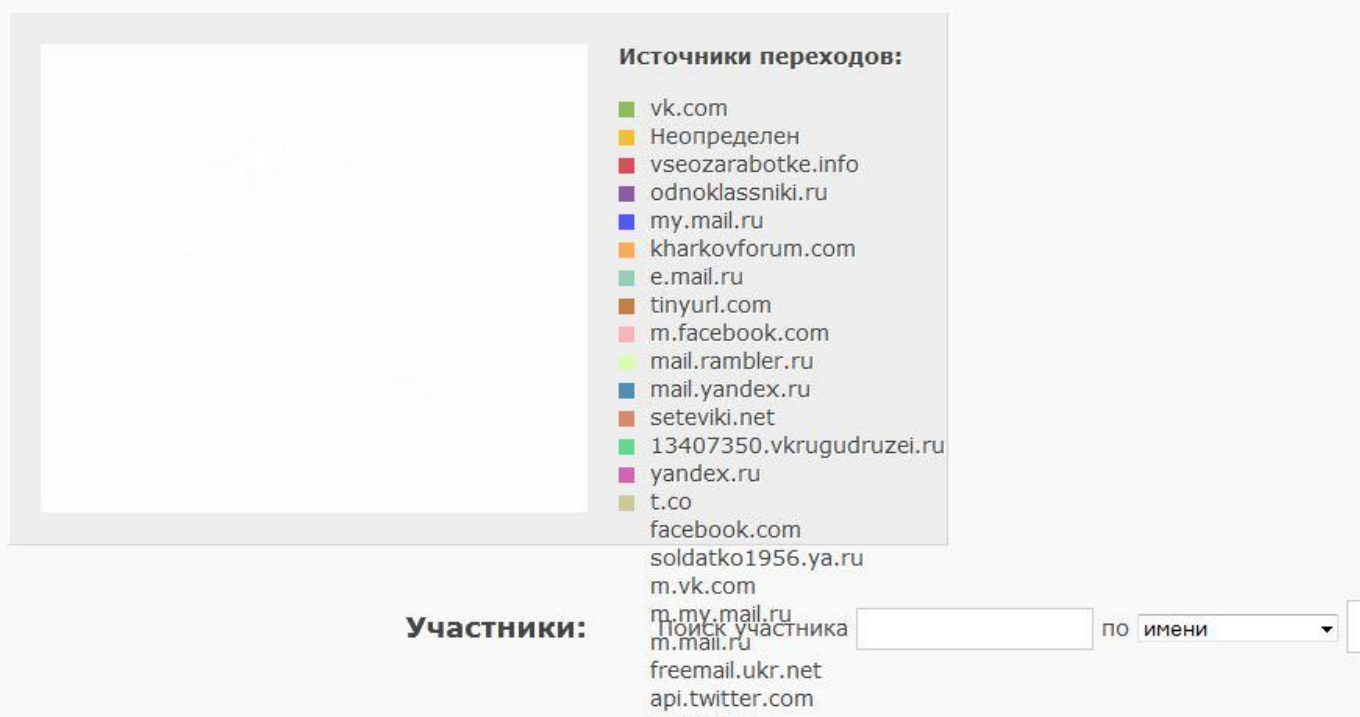 Источники переходов:
vk.com
Неопределен
vseozarabotke.info
odnoklassniki.ru
my.mail.ru
kharkovforum.com
e.mail.ru
tinyurl.com
m.facebook.com
mail.rambler.ru
mail.yandex.ru
seteviki.net
13407350.vkrugudruzei.ru
yandex.ru
t.co
facebook.com
soldatko1956.ya.ru
m.vk.com
m.my.mail.ru
Участники: Поиск участника по имени
m.mail.ru
freemail.ukr.net
api.twitter.com